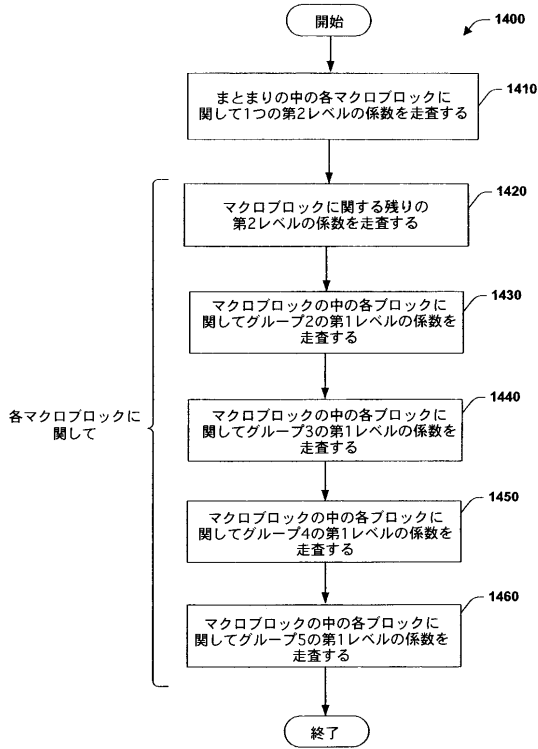 開始
1400
まとまりの中の各マクロブロックに
関して1つの第2レベルの係数を走査する
1410
マクロブロックに関する残りの
第2レベルの係数を走査する
1420
マクロブロックの中の各ブロックに
関してグループ2の第1レベルの係数を
走査する
1430
各マクロブロックに
関して
マクロブロックの中の各ブロックに
関してグループ3の第1レベルの係数を
走査する
1440
マクロブロックの中の各ブロックに
関してグループ4の第1レベルの係数を
走査する
1450
マクロブロックの中の各ブロックに
関してグループ5の第1レベルの係数を
走査する
1460
終了